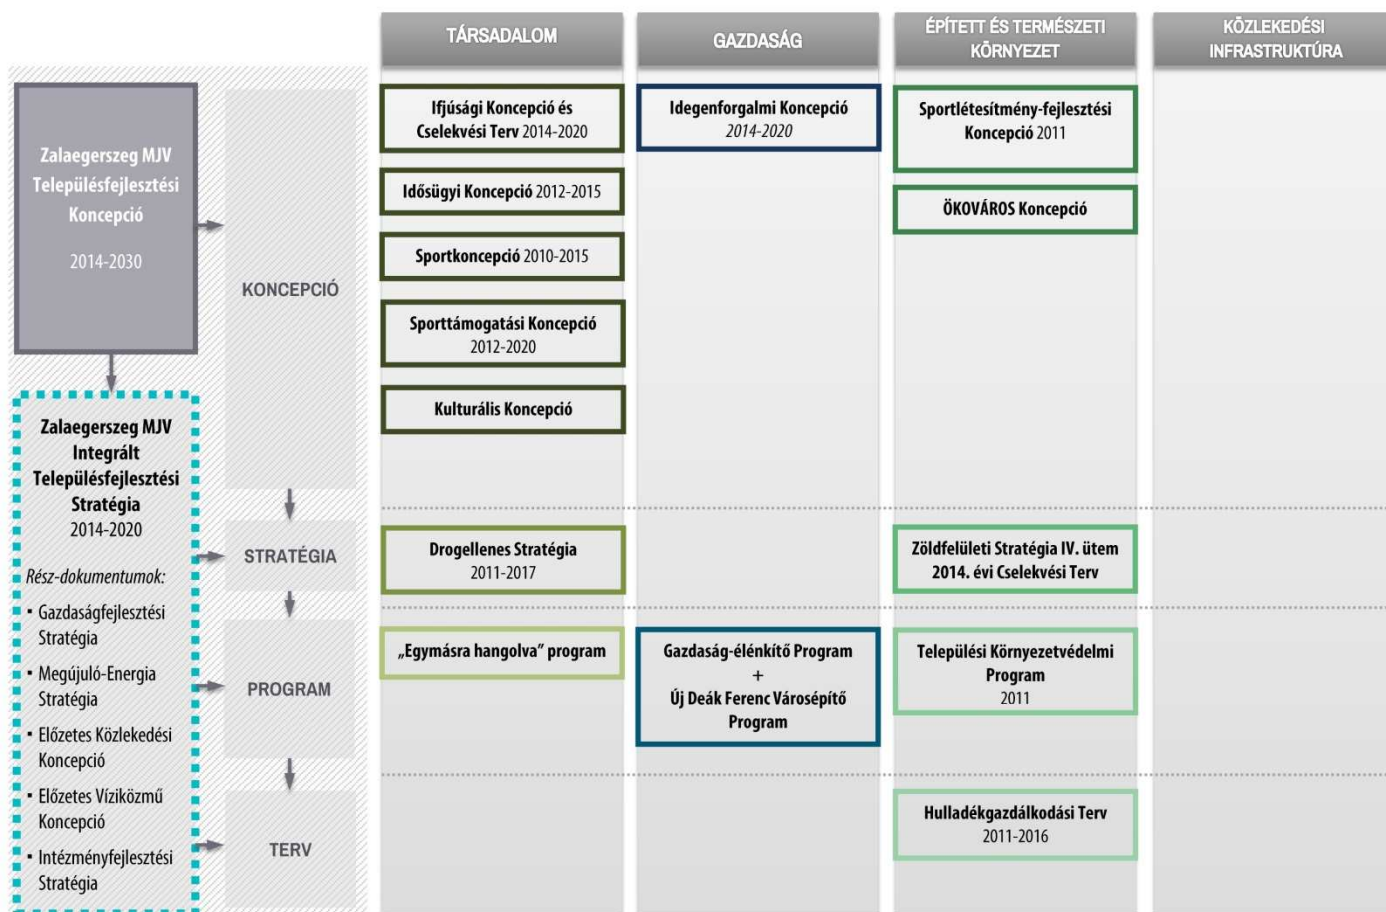 TÁRSADALOM
GAZDASÁG
ÉPÍTETT ÉS TERMÉSZETI
KÖRNYEZET
KÖZLEKEDÉSI
INFRASTRUKTÚRA
Zalaegerszeg MJV
Településfejlesztési
Koncepció
2014-2030
Zalaegerszeg MJV
Integrált
Településfejlesztési
Stratégia
2014-2020
Rész-dokumentumok:
▪ Gazdaságfejlesztési
Stratégia
▪ Megújuló-Energia
Stratégia
▪ Előzetes Közlekedési
Koncepció
▪ Előzetes Víziközmű
Koncepció
▪ Intézményfejlesztési
Stratégia
KONCEPCIÓ
Ifjúsági Koncepció és
Cselekvési Terv 2014-2020
Idősügyi Koncepció 2012-2015
Sportkoncepció 2010-2015
Sporttámogatási Koncepció
2012-2020
Kulturális Koncepció
Idegenforgalmi Koncepció
2014-2020
Sportlétesítmény-fejlesztési
Koncepció 2011
ÖKOVÁROS Koncepció
STRATÉGIA
Drogellenes Stratégia
2011-2017
Zöldfelületi Stratégia IV. ütem
2014. évi Cselekvési Terv
PROGRAM
„Egymásra hangolva” program
Gazdaság-élénkítő Program
+
Új Deák Ferenc Városépítő
Program
Települési Környezetvédelmi
Program
2011
TERV
Hulladékgazdálkodási Terv
2011-2016